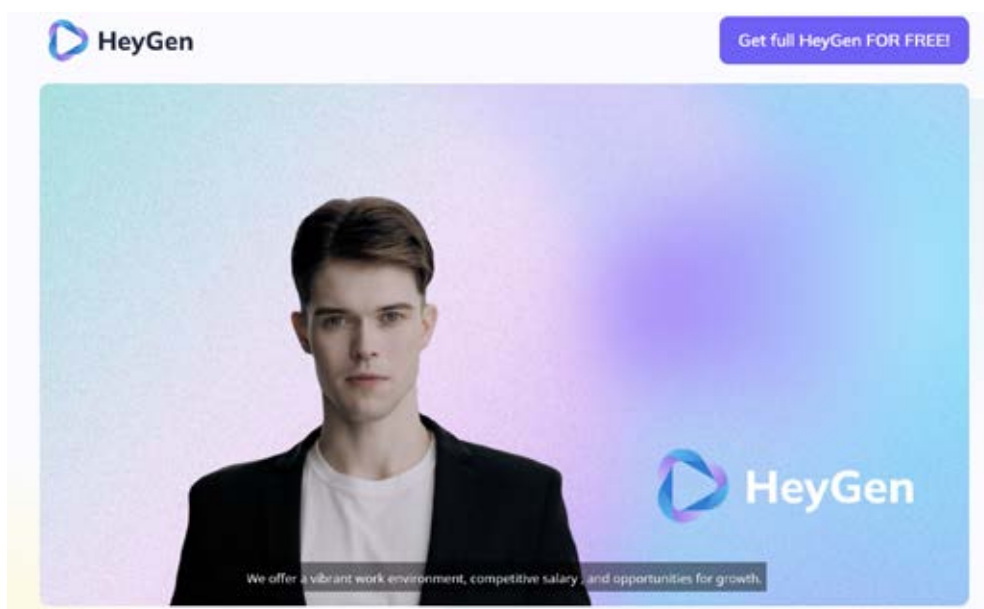 HeyGen
Get full HeyGen FOR FREE!
HeyGen
We offer a vibrant work environment, competitive salary , and opportunities for growth.